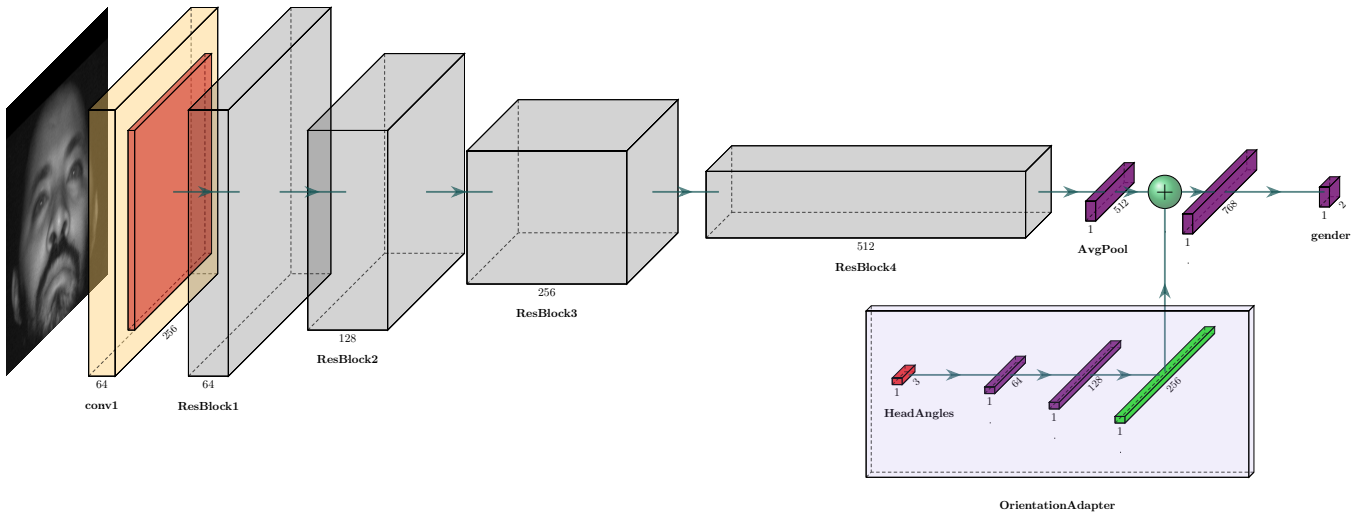 256
64
conv1
64
ResBlock1
128
ResBlock2
256
ResBlock3
512
ResBlock4
512
1
AvgPool
+
768
1
.
2
1
gender
3
1
HeadAngles
64
1
.
128
1
.
256
1
.
OrientationAdapter